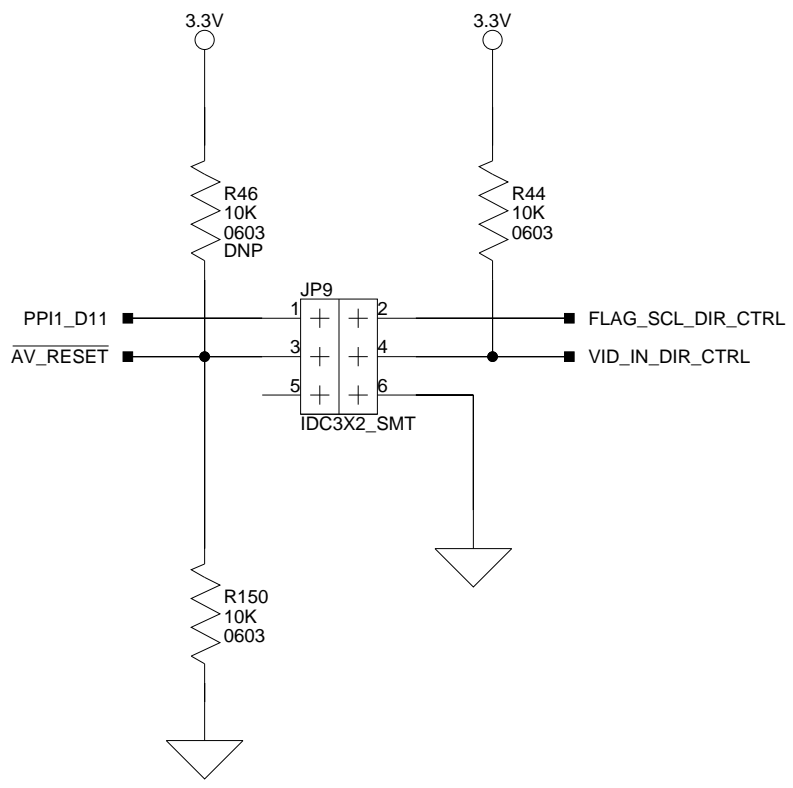 3.3V
3.3V
R46
10K
0603
DNP
R44
10K
0603
JP9
PPI1_D11
1
2
FLAG_SCL_DIR_CTRL
AV_RESET
3
4
VID_IN_DIR_CTRL
5
6
IDC3X2_SMT
R150
10K
0603